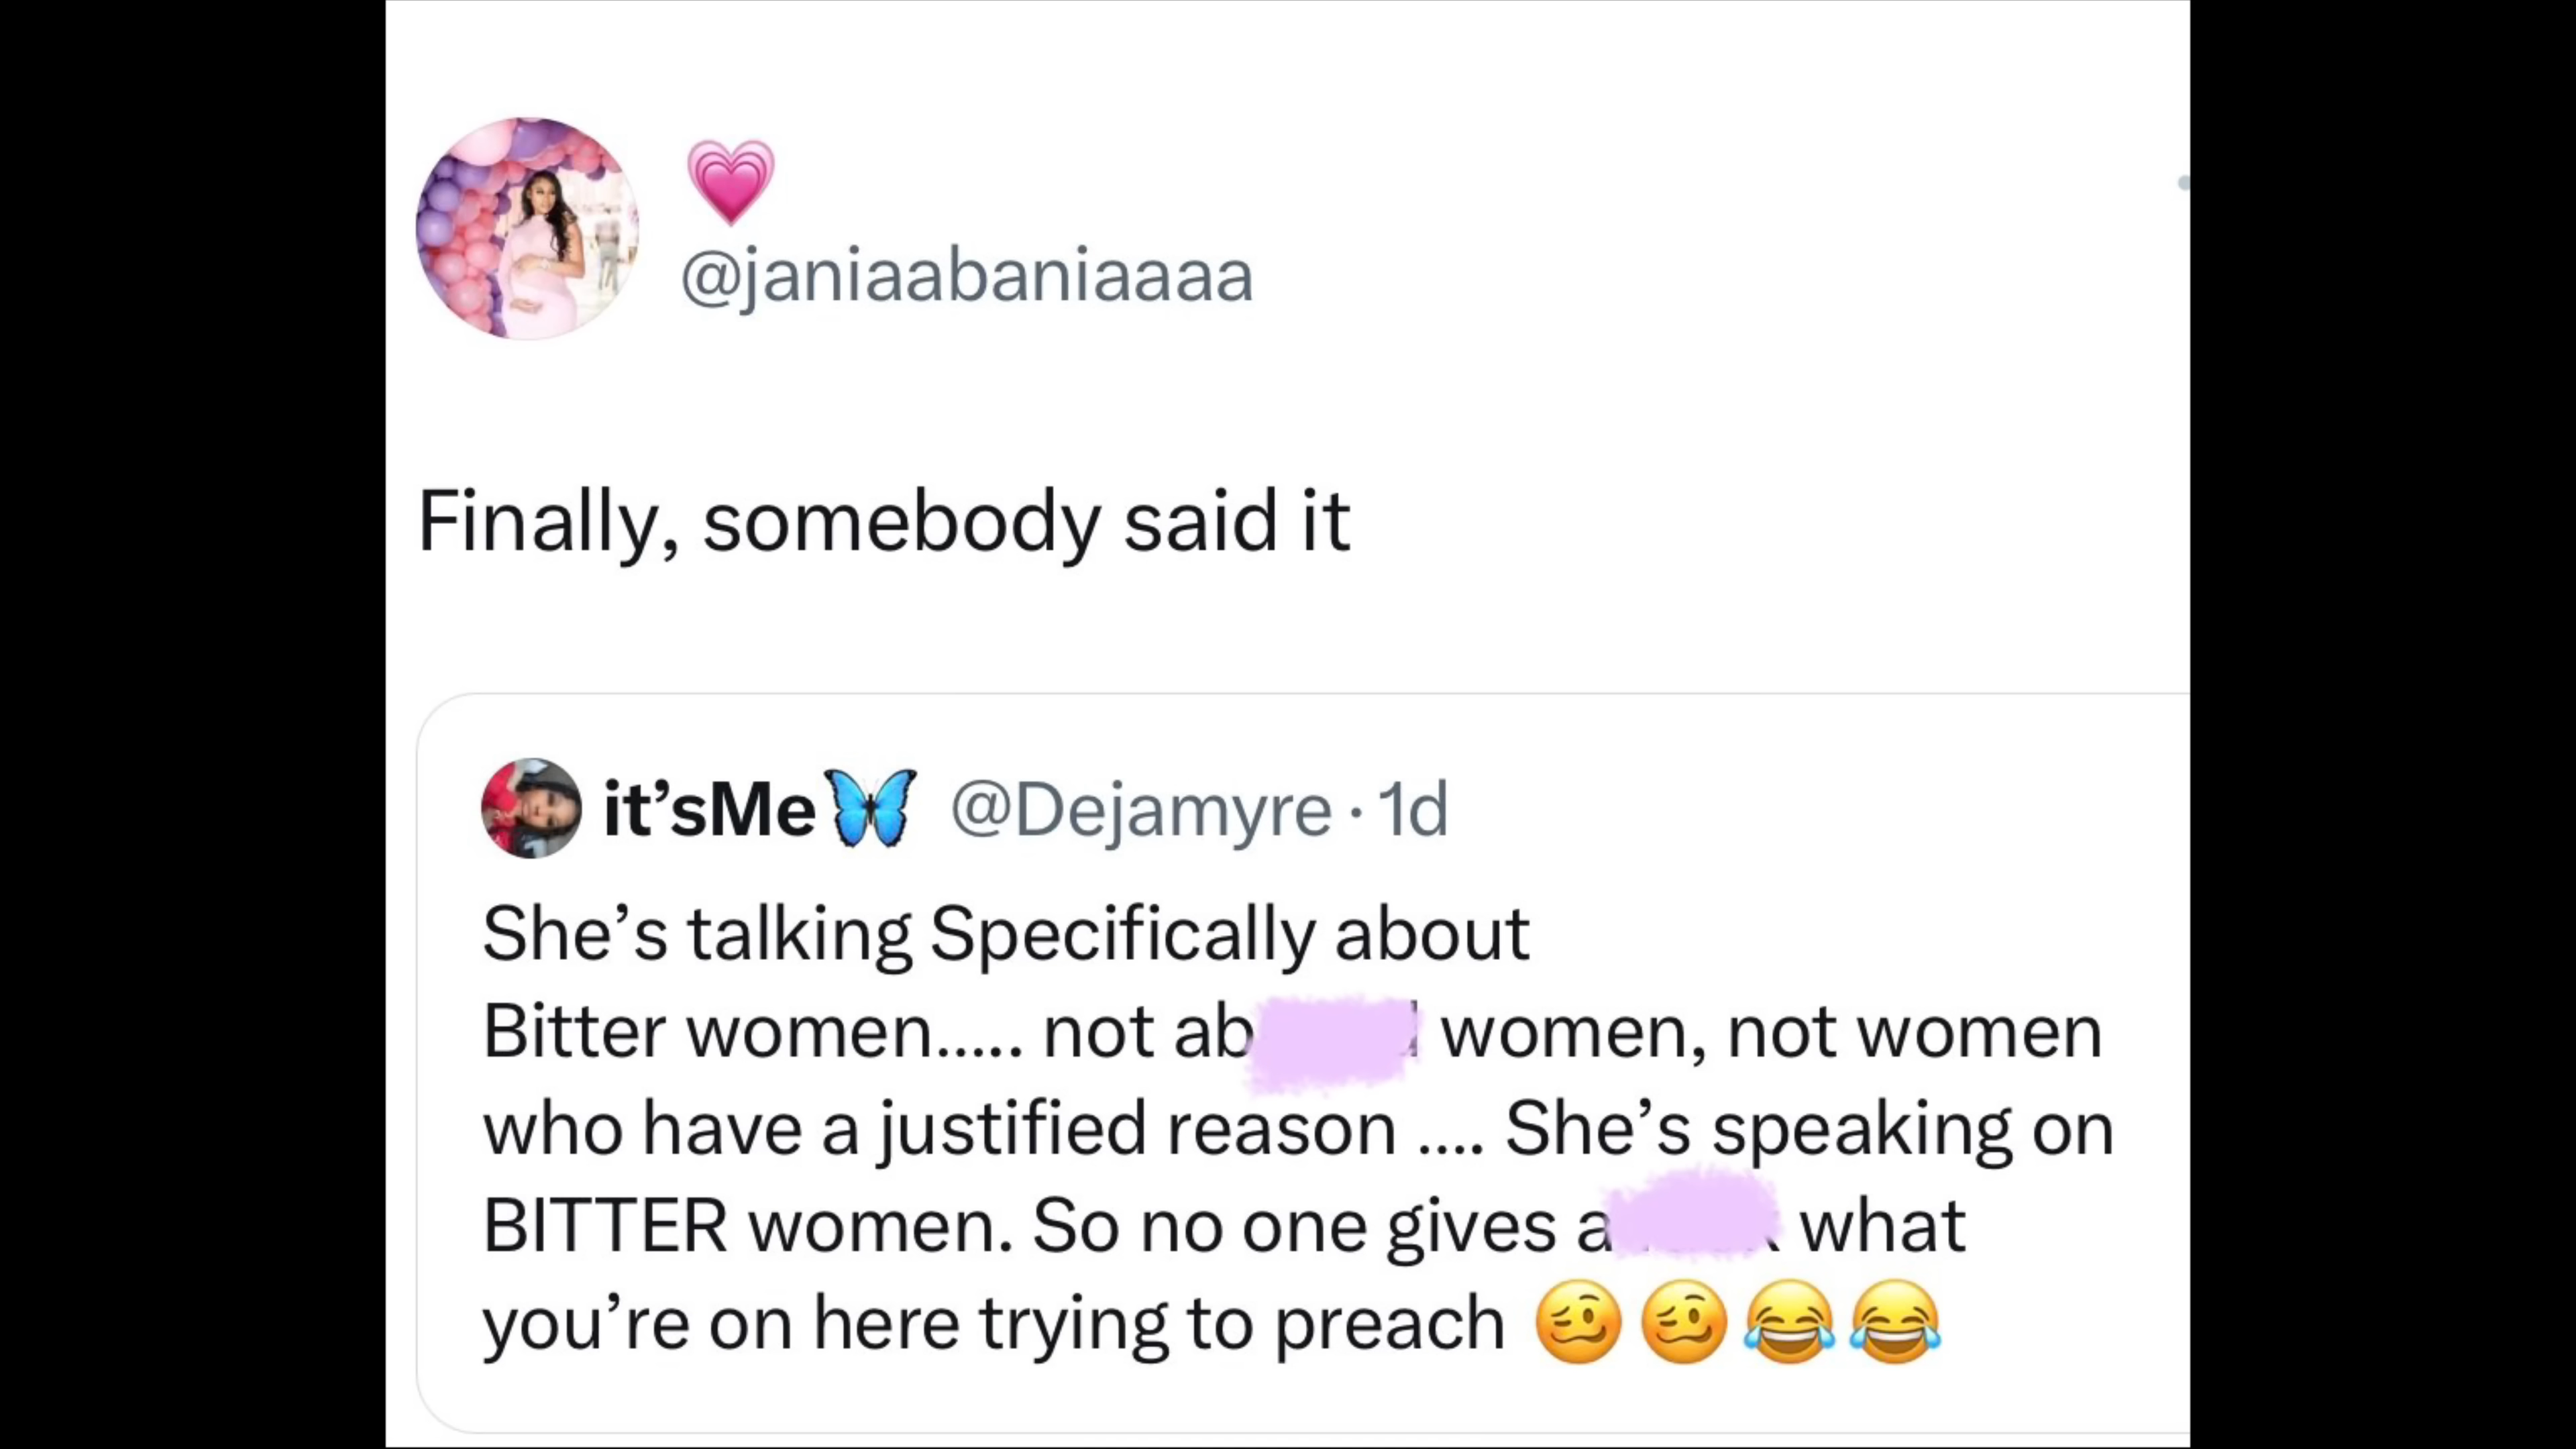 💗
@janiaabaniaaaa
Finally, somebody said it
it’sMe🦋 @Dejamyre · 1d
She’s talking Specifically about
Bitter women..... not women, not women
who have a justified reason .... She’s speaking on
BITTER women. So no one gives a what
you’re on here trying to preach 🥴🥴😂😂